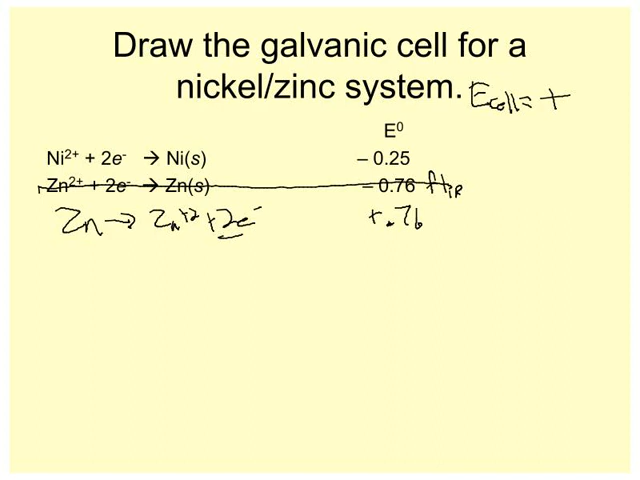 Draw the galvanic cell for a
nickel/zinc system. Ecell = +
E⁰
Ni²⁺ + 2e⁻ → Ni(s) – 0.25
Zn²⁺ + 2e⁻ → Zn(s) – 0.76 flip
Zn → Zn⁺² + 2e⁻ +.76